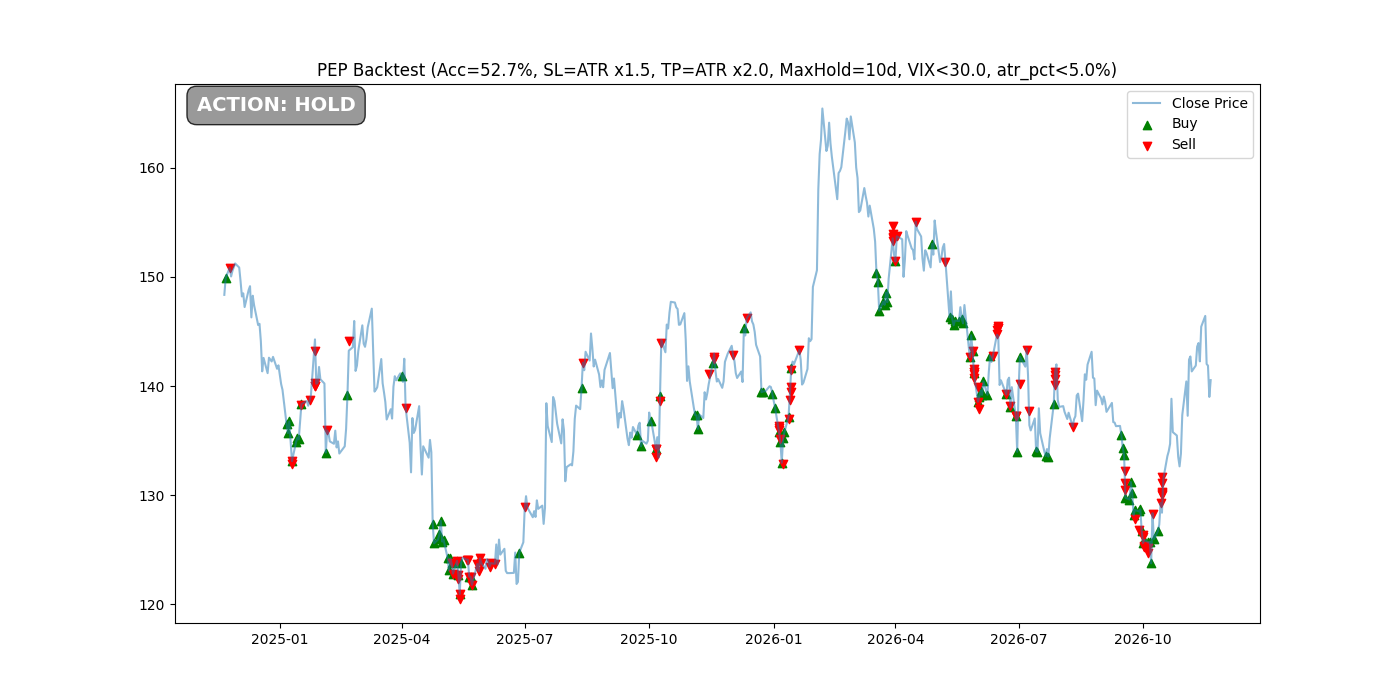 PEP Backtest (Acc=52.7%, SL=ATR x1.5, TP=ATR x2.0, MaxHold=10d, VIX<30.0, atr_pct<5.0%)
ACTION: HOLD
Close Price
Buy
Sell
160
150
140
130
120
2025-01 2025-04 2025-07 2025-10 2026-01 2026-04 2026-07 2026-10